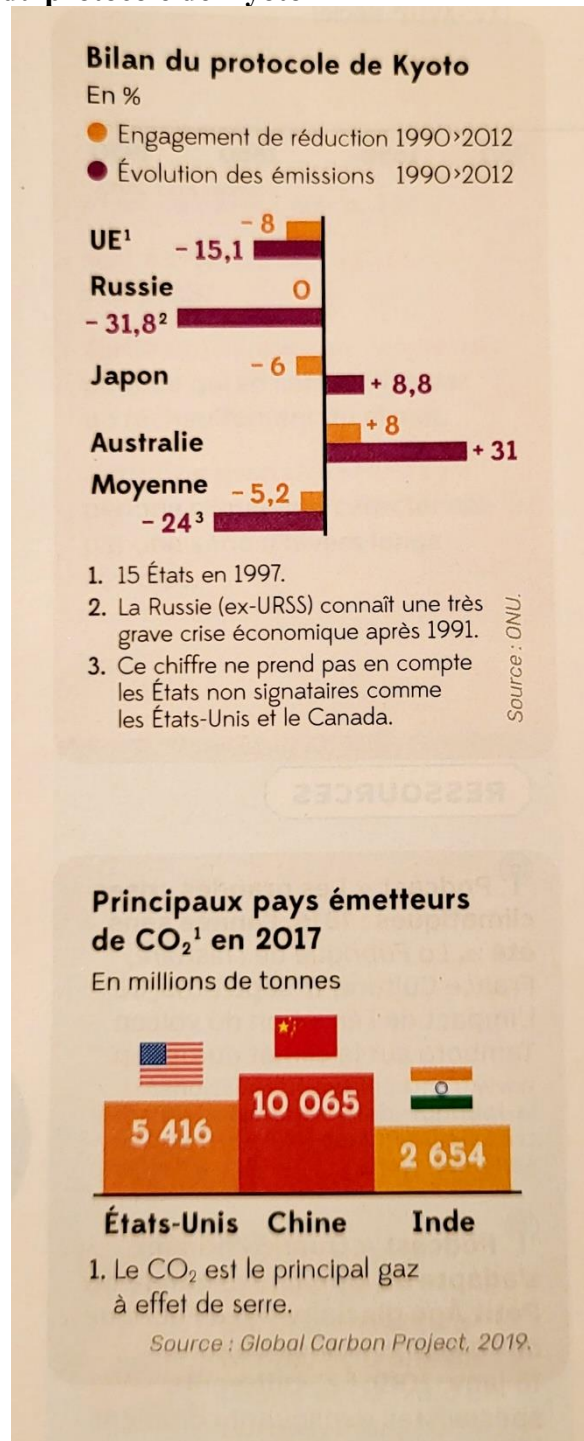 du protocole de Kyoto
Bilan du protocole de Kyoto
En %
Engagement de réduction 1990>2012
Évolution des émissions 1990>2012
UE¹ - 8
- 15,1
Russie 0
- 31,8²
Japon - 6
+ 8,8
+ 8
Australie
+ 31
Moyenne - 5,2
- 24³
1. 15 États en 1997.
2. La Russie (ex-URSS) connaît une très
grave crise économique après 1991.
3. Ce chiffre ne prend pas en compte
les États non signataires comme
les États-Unis et le Canada.
Source : ONU.
RESSOURCES
Principaux pays émetteurs
de CO₂¹ en 2017
En millions de tonnes
5 416
10 065
2 654
États-Unis Chine Inde
1. Le CO₂ est le principal gaz
à effet de serre.
Source : Global Carbon Project, 2019.